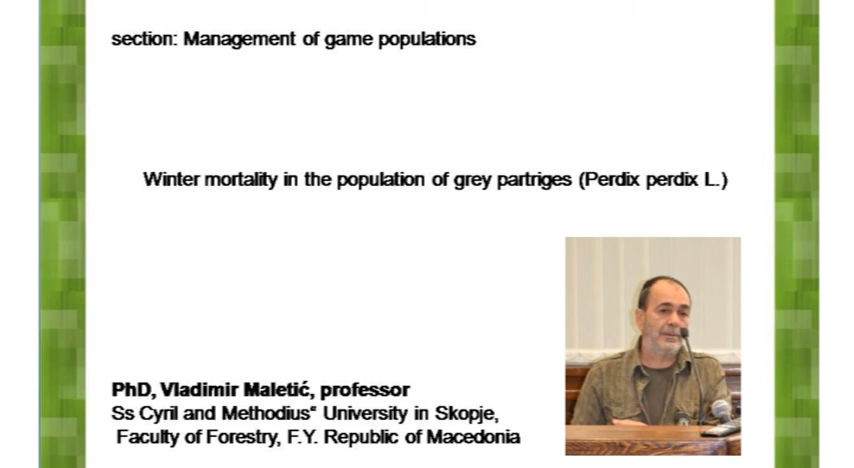 section: Management of game populations
Winter mortality in the population of grey partriges (Perdix perdix L.)
PhD, Vladimir Maletić, professor
Ss Cyril and Methodius“ University in Skopje,
Faculty of Forestry, F.Y. Republic of Macedonia